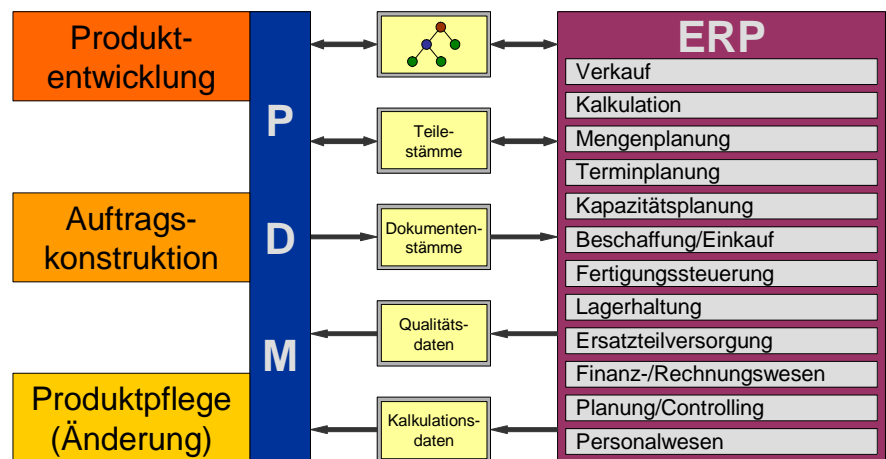 Produkt-
entwicklung
Auftrags-
konstruktion
Produktpflege
(Änderung)
P
D
M
Teile-
stämme
Dokumenten-
stämme
Qualitäts-
daten
Kalkulations-
daten
ERP
Verkauf
Kalkulation
Mengenplanung
Terminplanung
Kapazitätsplanung
Beschaffung/Einkauf
Fertigungssteuerung
Lagerhaltung
Ersatzteilversorgung
Finanz-/Rechnungswesen
Planung/Controlling
Personalwesen